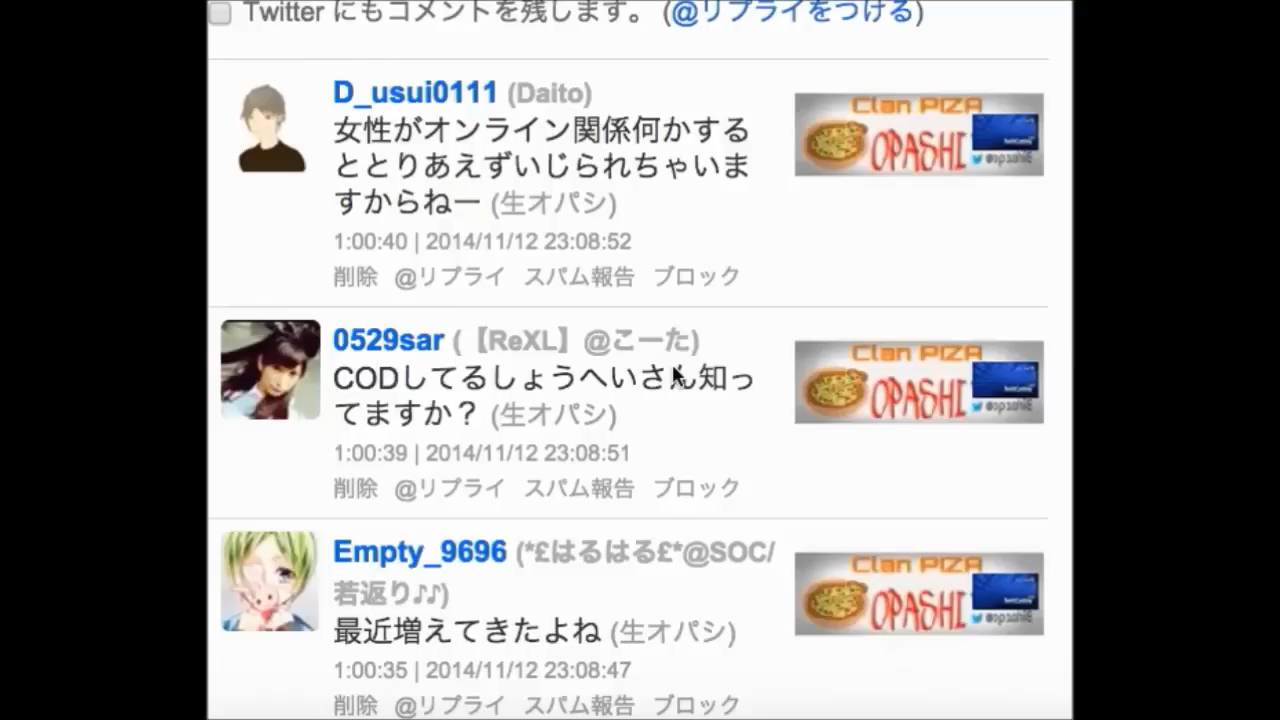 Twitter にもコメントを残します。 (@リプライをつける)
D_usui0111 (Daito)
女性がオンライン関係何かする
ととりあえずいじられちゃいま
すからねー (生オパシ)
1:00:40 | 2014/11/12 23:08:52
削除 @リプライ スパム報告 ブロック
Clan PIZA
OPASHI
0529sar (【ReXL】@こーた)
CODしてるしょうへいさん知っ
てますか？ (生オパシ)
1:00:39 | 2014/11/12 23:08:51
削除 @リプライ スパム報告 ブロック
Clan PIZA
OPASHI
Empty_9696 (*£はるはる£*@SOC/
若返り♪♪)
最近増えてきたよね (生オパシ)
1:00:35 | 2014/11/12 23:08:47
削除 @リプライ スパム報告 ブロック
Clan PIZA
OPASHI